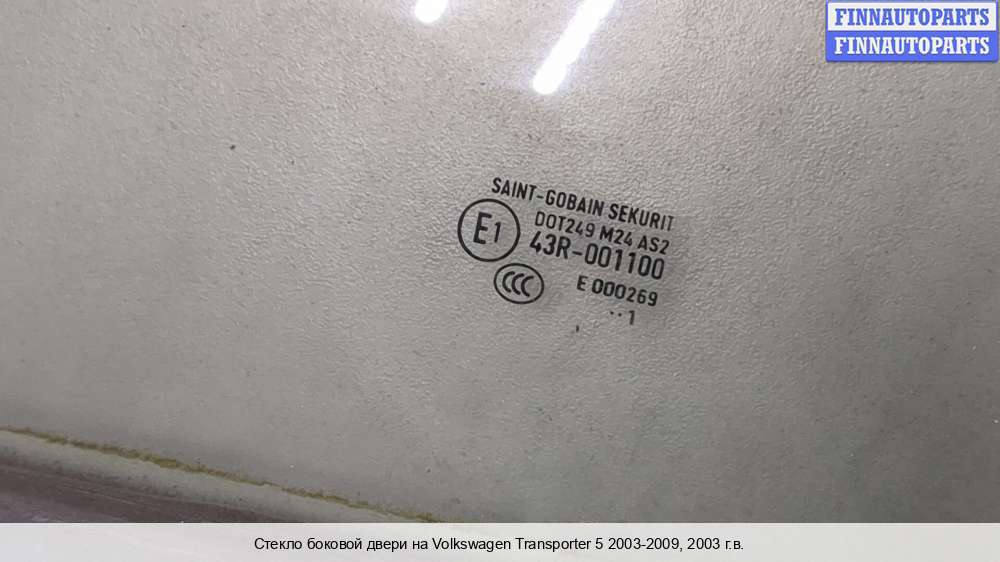 FINNAUTOPARTS
FINNAUTOPARTS
SAINT-GOBAIN SEKURIT
DOT249 M24 AS2
E1
43R-001100
CCC
E 000269
··1
Стекло боковой двери на Volkswagen Transporter 5 2003-2009, 2003 г.в.